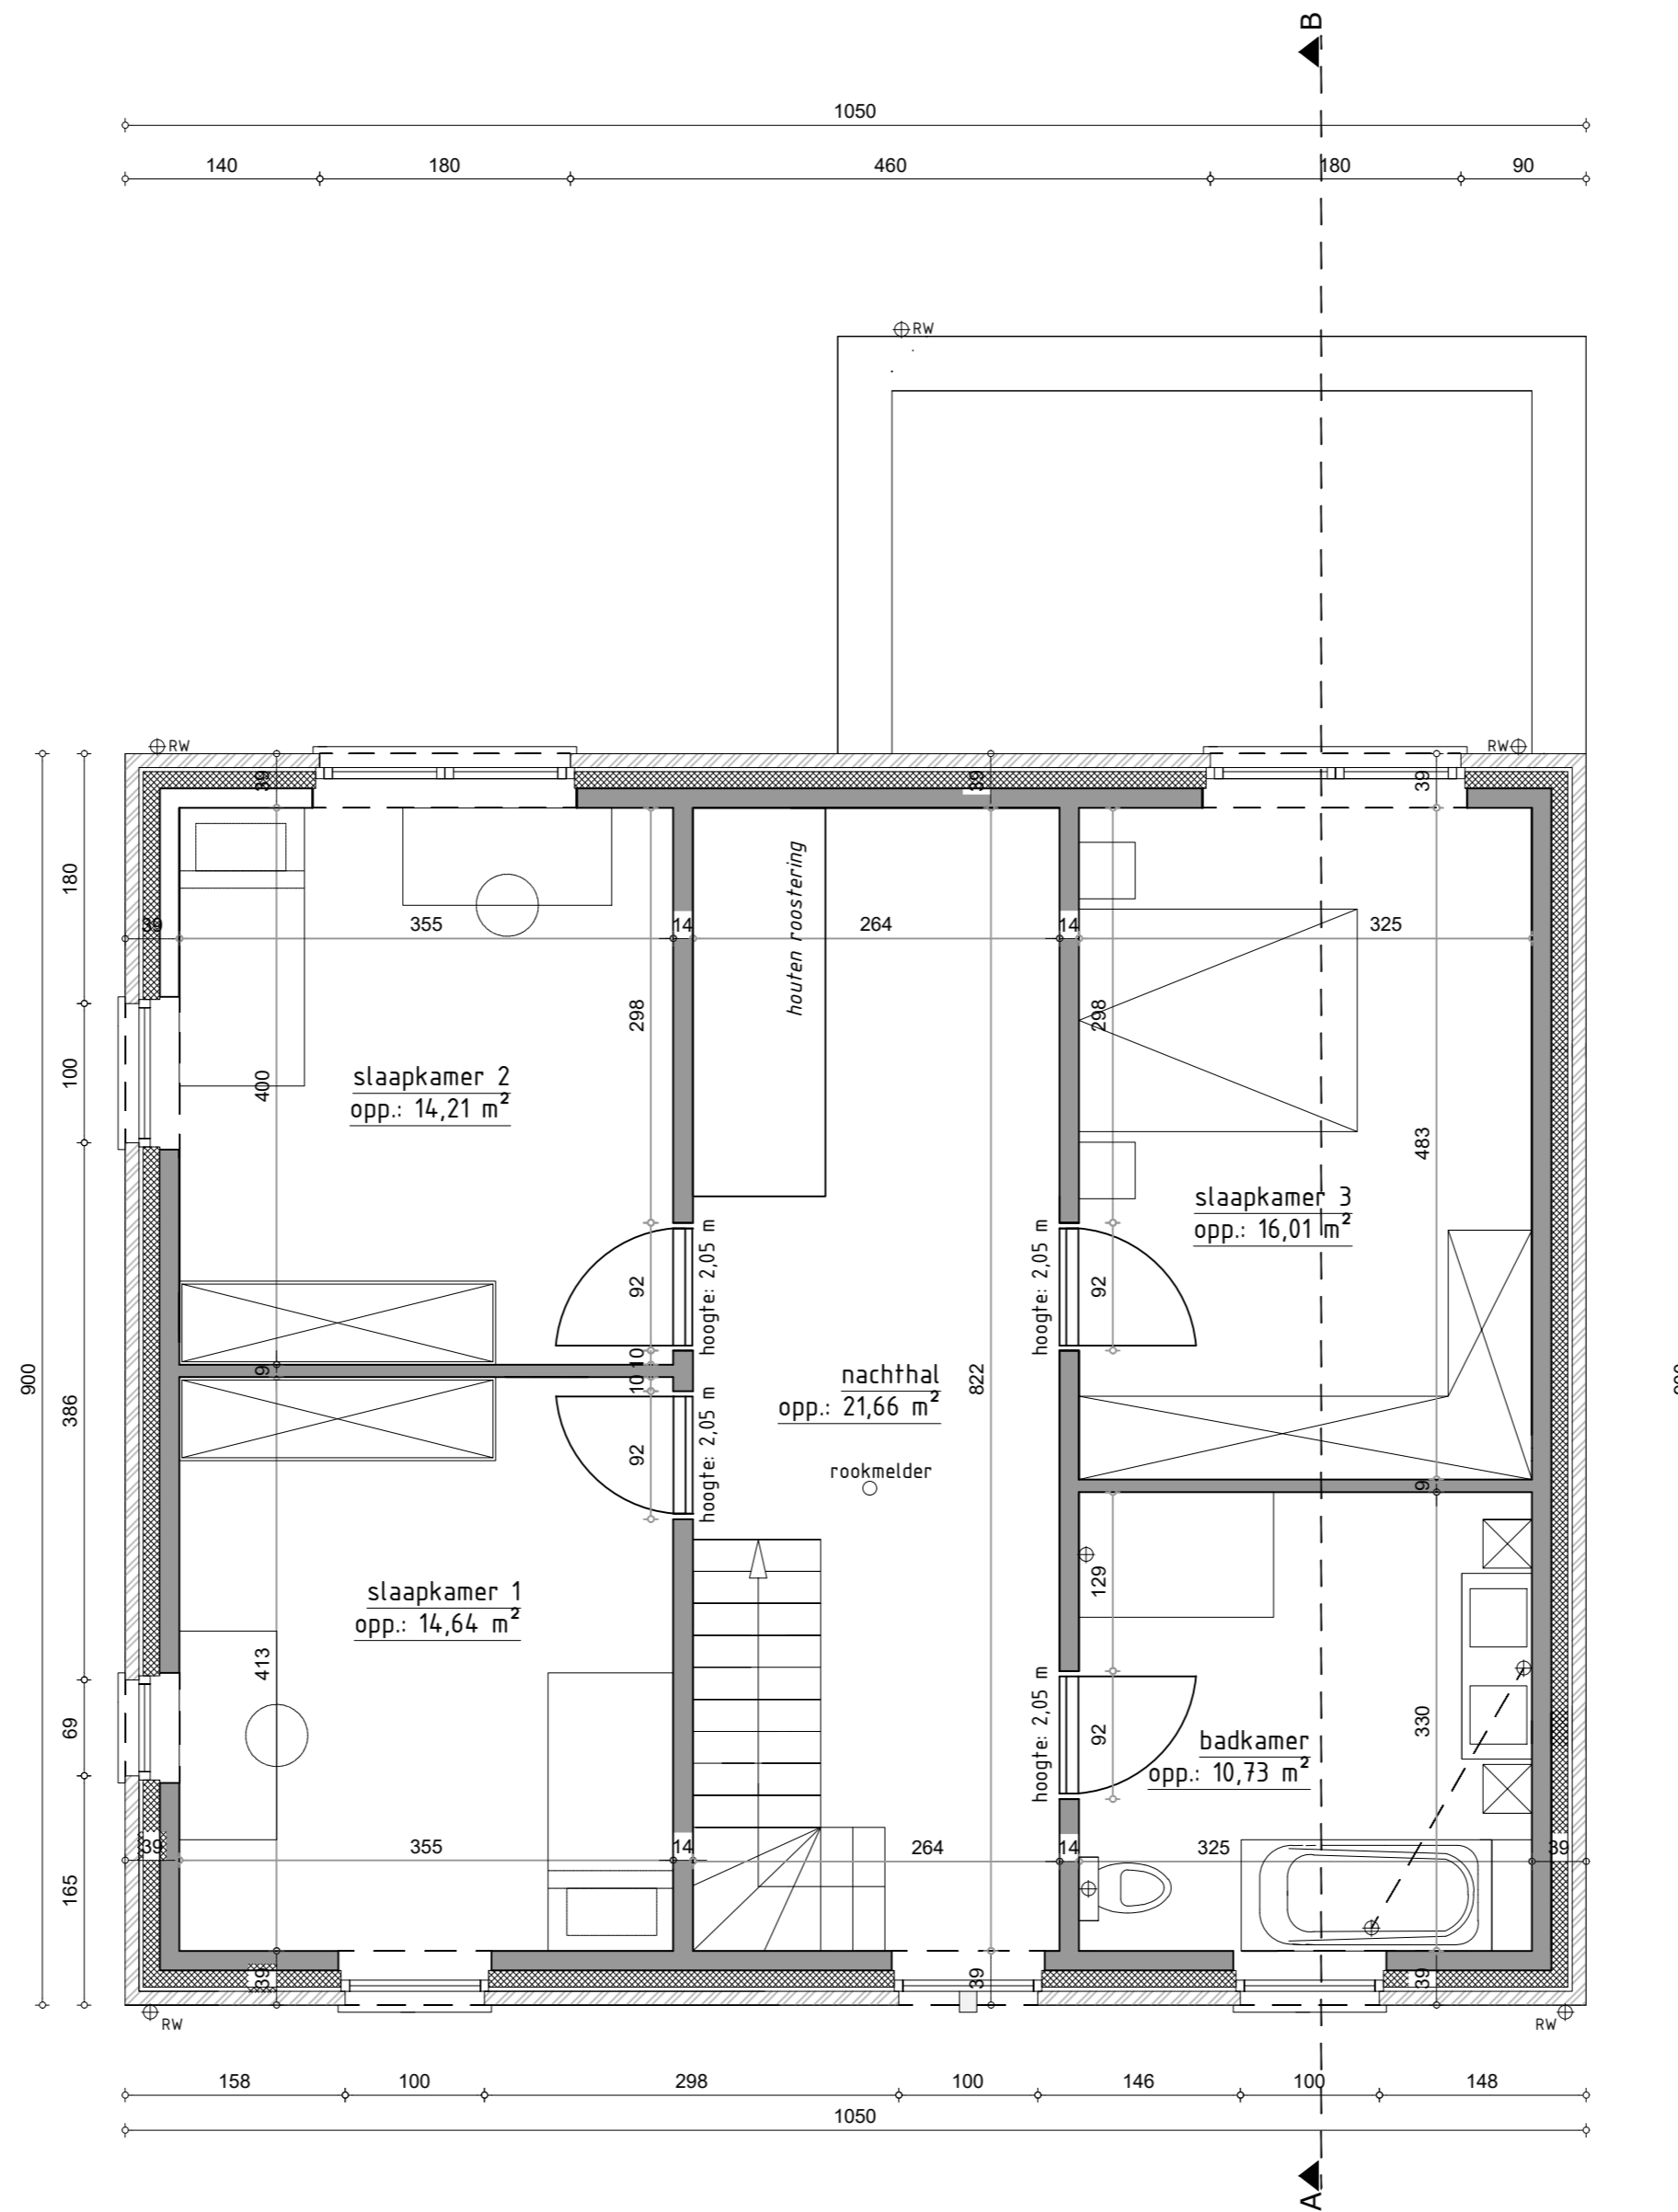 B
1050
140 180 460 180 90
RW
RW
RW
39
39
39
180
houten roostering
39 355 14 264 14 325
298
298
100
400
slaapkamer 2
opp.: 14,21 m²
483
slaapkamer 3
opp.: 16,01 m²
92
hoogte: 2,05 m
hoogte: 2,05 m
92
900
9
10
10
822
386
nachthal
opp.: 21,66 m²
92
hoogte: 2,05 m
rookmelder
9
slaapkamer 1
opp.: 14,64 m²
129
413
69
hoogte: 2,05 m
92
330
badkamer
opp.: 10,73 m²
39 355 14 264 14 325 39
165
39
39
39
RW
RW
158 100 298 100 146 100 148
1050
A